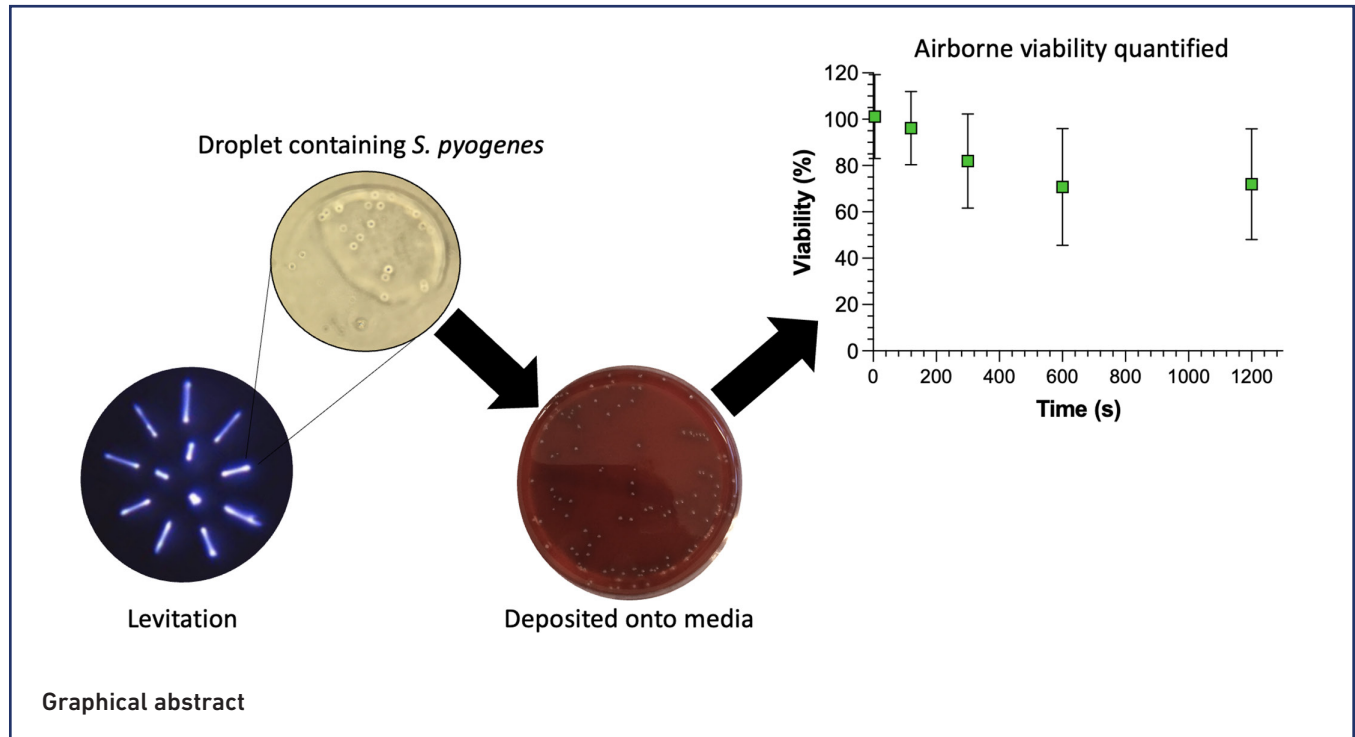 Droplet containing S. pyogenes
Levitation
Deposited onto media
Airborne viability quantified
Viability (%)
120
100
80
60
40
20
0
0 200 400 600 800 1000 1200
Time (s)
Graphical abstract